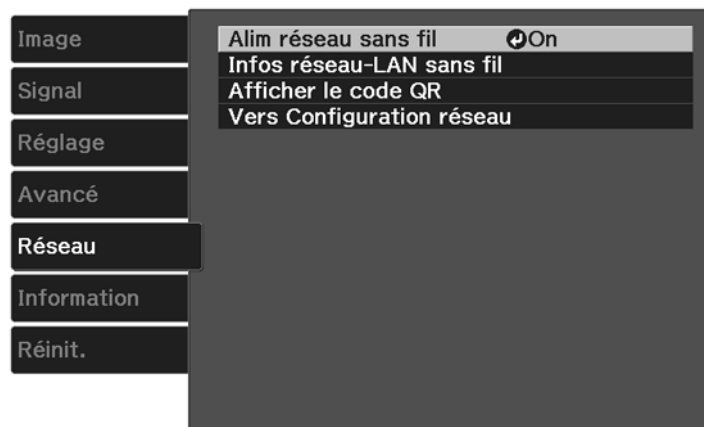 Image
Signal
Réglage
Avancé
Réseau
Information
Réinit.
Alim réseau sans fil On
Infos réseau-LAN sans fil
Afficher le code QR
Vers Configuration réseau